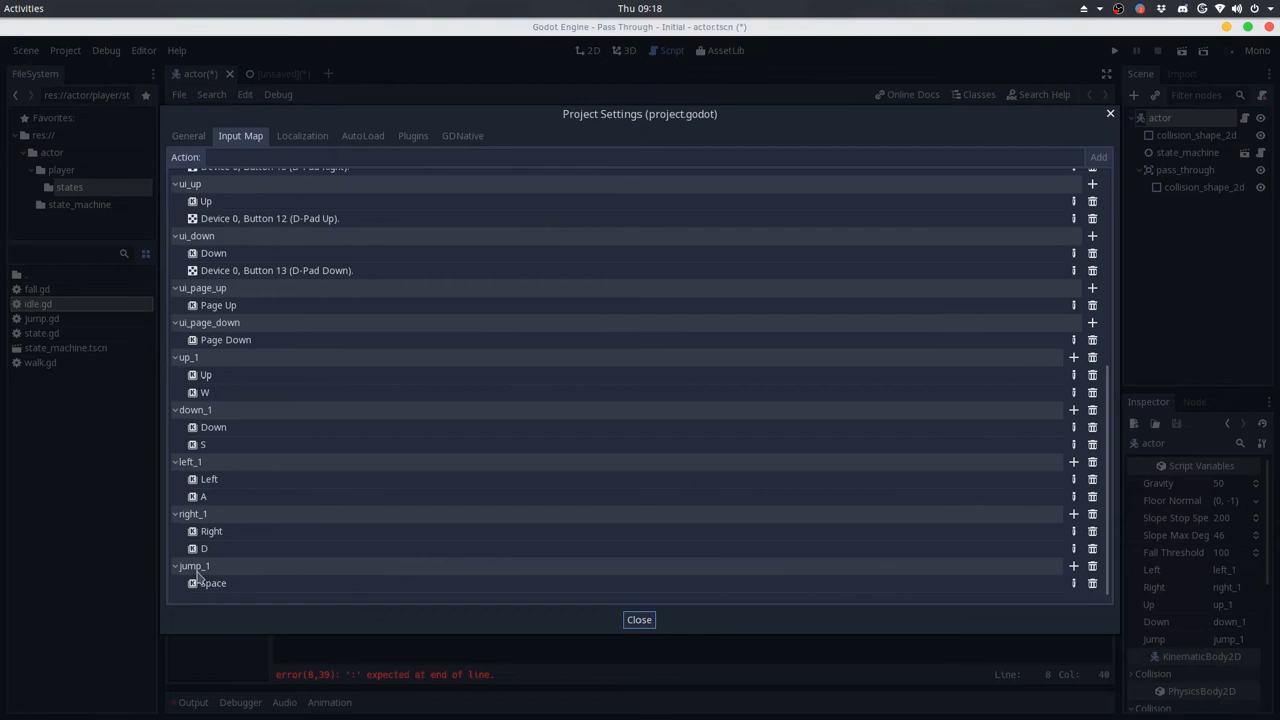 Activities
Thu 09:18
Godot Engine - Pass Through - Initial - actor.tscn (*)
Scene Project Debug Editor Help
2D 3D Script AssetLib
Mono
FileSystem
actor(*) [unsaved](*)
Scene Import
res://actor/player/st
File Search Edit Debug
Online Docs Classes Search Help
Filter nodes
Favorites:
res://
actor
player
states
state_machine
.
fall.gd
idle.gd
jump.gd
state.gd
state_machine.tscn
walk.gd
Project Settings (project.godot)
General Input Map Localization AutoLoad Plugins GDNative
Action: Add
ui_up
Up
Device 0, Button 12 (D-Pad Up).
ui_down
Down
Device 0, Button 13 (D-Pad Down).
ui_page_up
Page Up
ui_page_down
Page Down
up_1
Up
W
down_1
Down
S
left_1
Left
A
right_1
Right
D
jump_1
Space
Close
error(8,39): ':' expected at end of line.
Line: 8 Col: 40
Output Debugger Audio Animation
actor
collision_shape_2d
state_machine
pass_through
collision_shape_2d
Inspector Node
actor
Script Variables
Gravity 50
Floor Normal (0, -1)
Slope Stop Spe 200
Slope Max Deg 46
Fall Threshold 100
Left left_1
Right right_1
Up up_1
Down down_1
Jump jump_1
KinematicBody2D
Collision
PhysicsBody2D
Collision